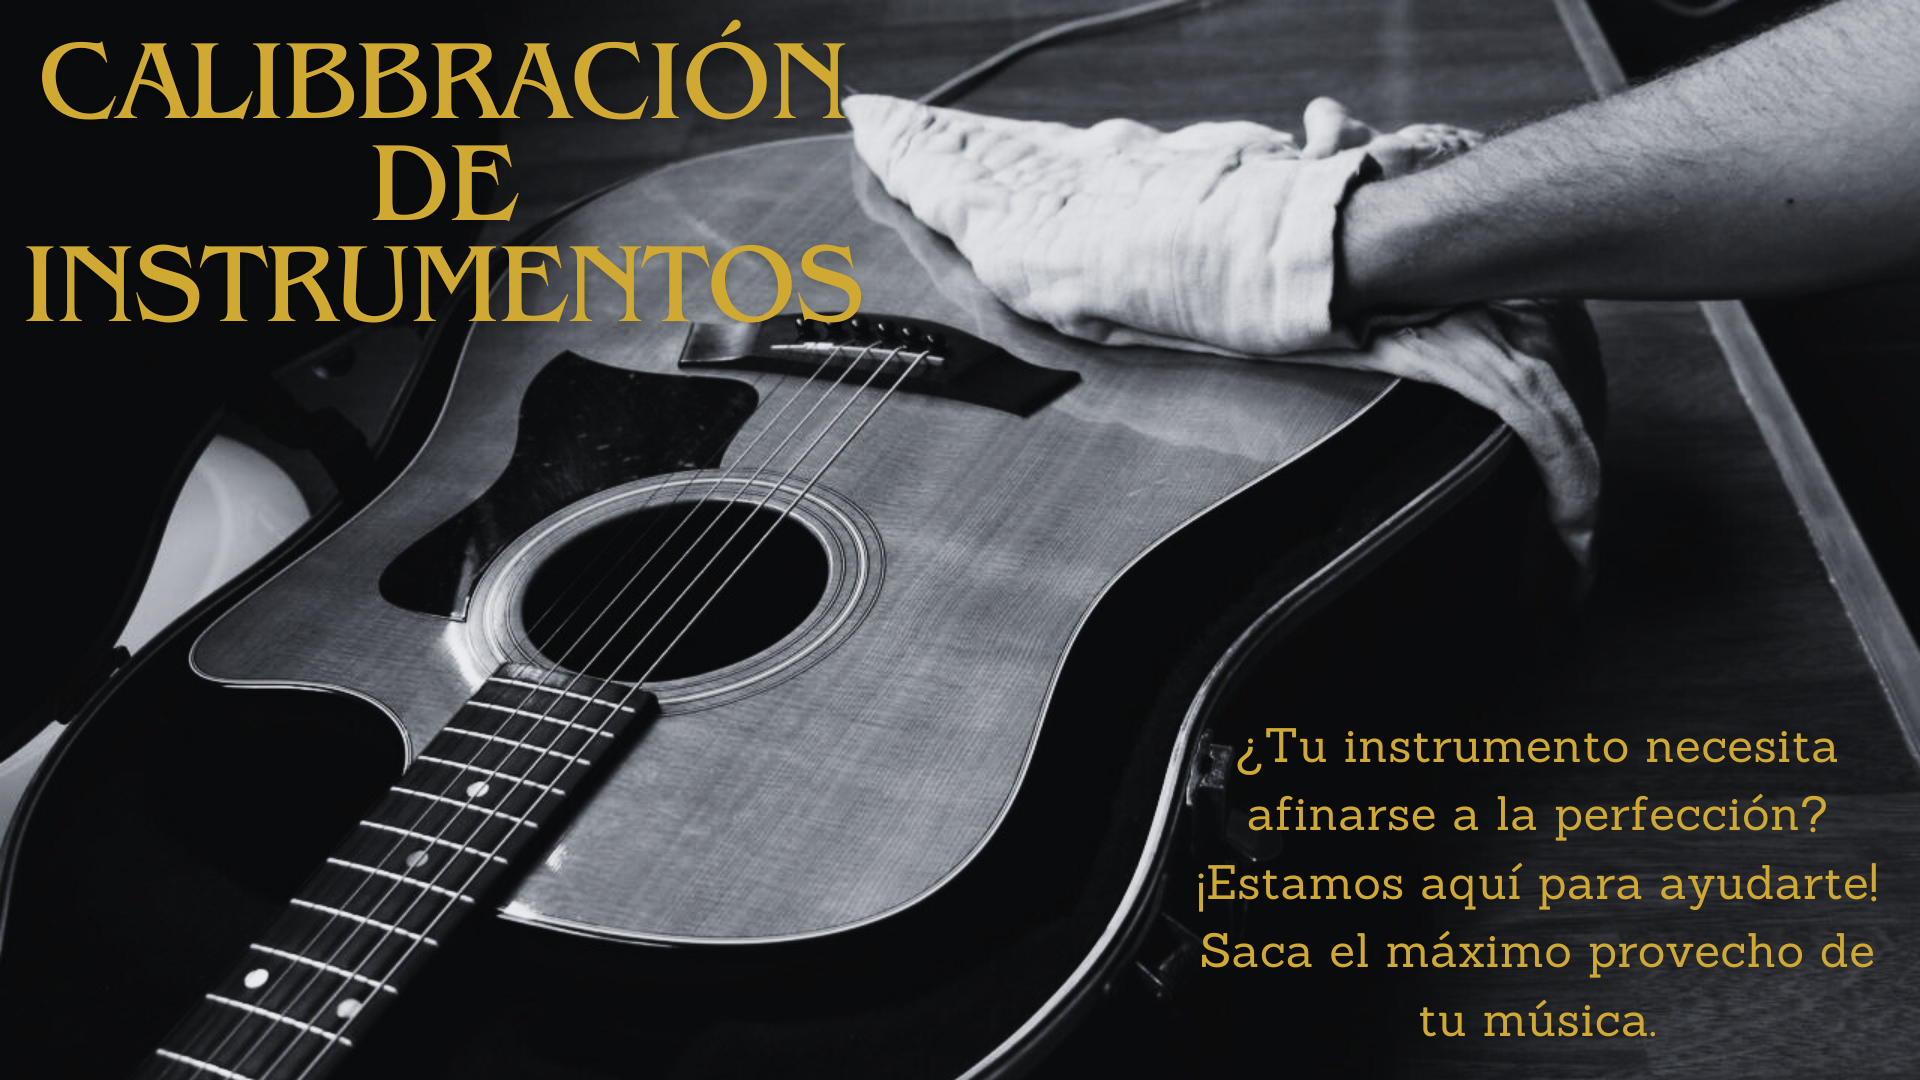 CALIBBRACIÓN
DE
INSTRUMENTOS
¿Tu instrumento necesita
afinarse a la perfección?
¡Estamos aquí para ayudarte!
Saca el máximo provecho de
tu música.